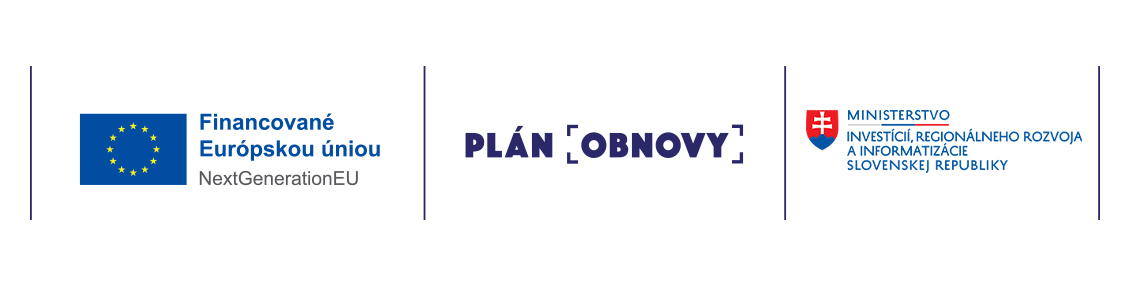 Financované
Európskou úniou
NextGenerationEU
PLÁN [OBNOVY]
MINISTERSTVO
INVESTÍCIÍ, REGIONÁLNEHO ROZVOJA
A INFORMATIZÁCIE
SLOVENSKEJ REPUBLIKY